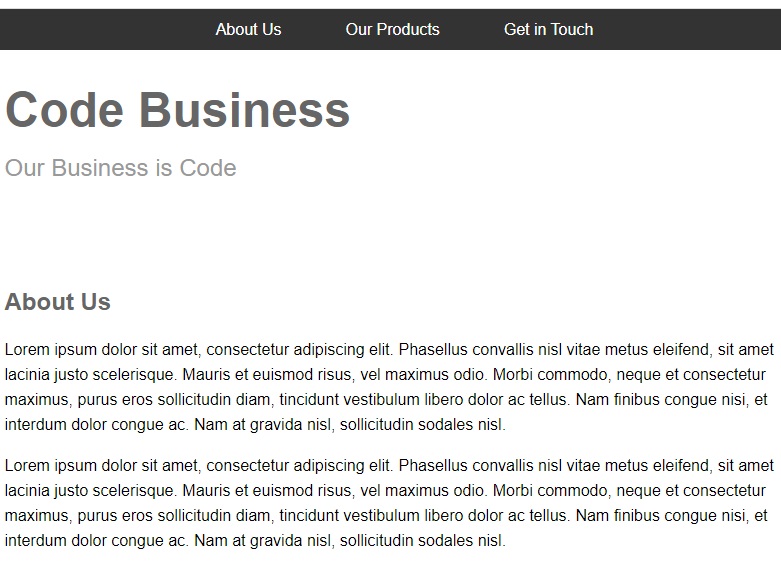 About Us Our Products Get in Touch
Code Business
Our Business is Code
About Us
Lorem ipsum dolor sit amet, consectetur adipiscing elit. Phasellus convallis nisl vitae metus eleifend, sit amet
lacinia justo scelerisque. Mauris et euismod risus, vel maximus odio. Morbi commodo, neque et consectetur
maximus, purus eros sollicitudin diam, tincidunt vestibulum libero dolor ac tellus. Nam finibus congue nisi, et
interdum dolor congue ac. Nam at gravida nisl, sollicitudin sodales nisl.
Lorem ipsum dolor sit amet, consectetur adipiscing elit. Phasellus convallis nisl vitae metus eleifend, sit amet
lacinia justo scelerisque. Mauris et euismod risus, vel maximus odio. Morbi commodo, neque et consectetur
maximus, purus eros sollicitudin diam, tincidunt vestibulum libero dolor ac tellus. Nam finibus congue nisi, et
interdum dolor congue ac. Nam at gravida nisl, sollicitudin sodales nisl.